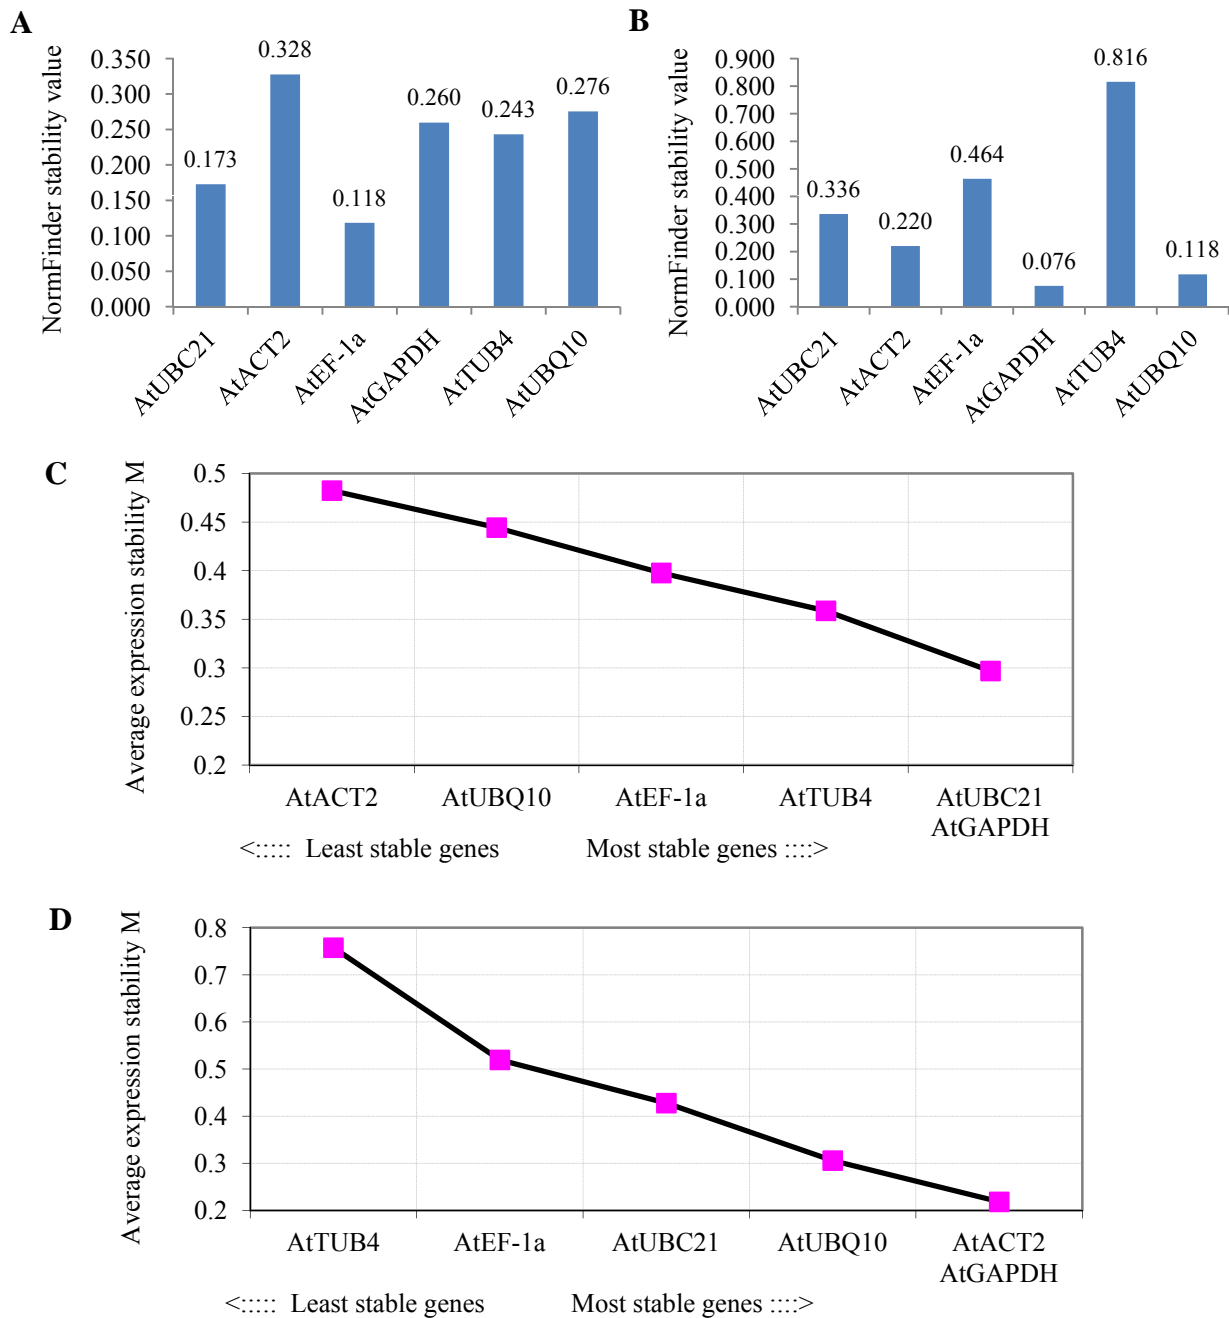 A
NormFinder stability value
0.350
0.300
0.250
0.200
0.150
0.100
0.050
0.000
0.173
0.328
0.118
0.260
0.243
0.276
AtUBC21
AtACT2
AtEF-1a
AtGAPDH
AtTUB4
AtUBQ10
B
NormFinder stability value
0.900
0.800
0.700
0.600
0.500
0.400
0.300
0.200
0.100
0.000
0.336
0.220
0.464
0.076
0.816
0.118
AtUBC21
AtACT2
AtEF-1a
AtGAPDH
AtTUB4
AtUBQ10
C
Average expression stability M
0.5
0.45
0.4
0.35
0.3
0.25
0.2
AtACT2 AtUBQ10 AtEF-1a AtTUB4 AtUBC21
AtGAPDH
<::::: Least stable genes Most stable genes ::::>
D
Average expression stability M
0.8
0.7
0.6
0.5
0.4
0.3
0.2
AtTUB4 AtEF-1a AtUBC21 AtUBQ10 AtACT2
AtGAPDH
<::::: Least stable genes Most stable genes ::::>